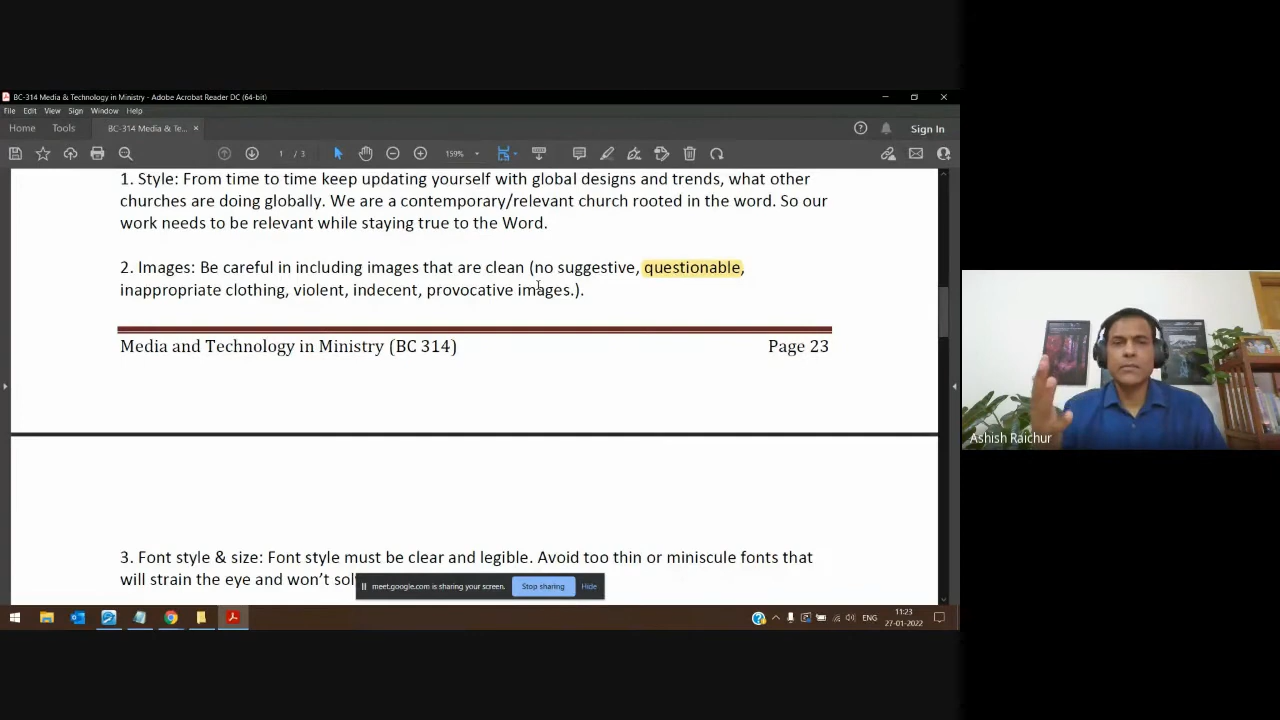 BC-314 Media & Technology in Ministry - Adobe Acrobat Reader DC (64-bit)
File Edit View Sign Window Help
Home Tools BC-314 Media & Te... × Sign In
1 / 3 159%
1. Style: From time to time keep updating yourself with global designs and trends, what other
churches are doing globally. We are a contemporary/relevant church rooted in the word. So our
work needs to be relevant while staying true to the Word.
2. Images: Be careful in including images that are clean (no suggestive, questionable,
inappropriate clothing, violent, indecent, provocative images.).
Media and Technology in Ministry (BC 314) Page 23
Ashish Raichur
3. Font style & size: Font style must be clear and legible. Avoid too thin or miniscule fonts that
will strain the eye and won't
meet.google.com is sharing your screen. Stop sharing Hide
ENG
11:23
27-01-2022